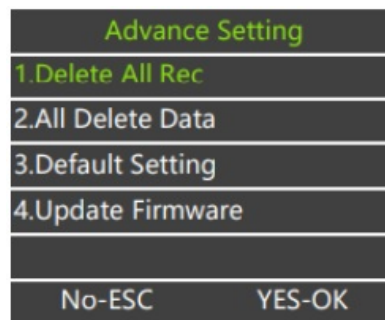 Advance Setting
1.Delete All Rec
2.All Delete Data
3.Default Setting
4.Update Firmware
No-ESC YES-OK